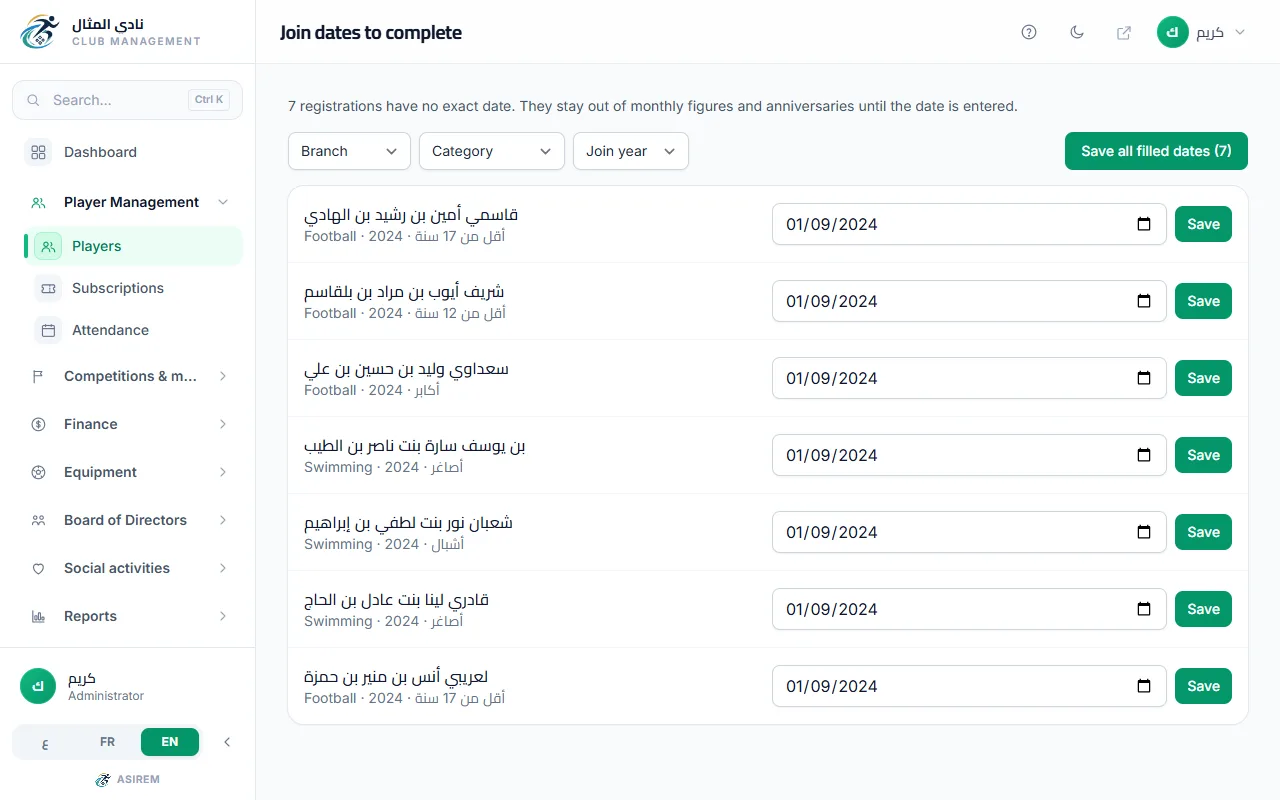 نادي المثال
CLUB MANAGEMENT
Join dates to complete
ك
كريم
Search...
Ctrl K
Dashboard
Player Management
Players
Subscriptions
Attendance
Competitions & m...
Finance
Equipment
Board of Directors
Social activities
Reports
ك
كريم
Administrator
ع
FR
EN
ASIREM
7 registrations have no exact date. They stay out of monthly figures and anniversaries until the date is entered.
Branch
Category
Join year
Save all filled dates (7)
قاسمي أمين بن رشيد بن الهادي
Football · 2024 · أقل من 17 سنة
01/09/2024
Save
شريف أيوب بن مراد بن بلقاسم
Football · 2024 · أقل من 12 سنة
01/09/2024
Save
سعداوي وليد بن حسين بن علي
Football · 2024 · أكابر
01/09/2024
Save
بن يوسف سارة بنت ناصر بن الطيب
Swimming · 2024 · أصاغر
01/09/2024
Save
شعبان نور بنت لطفي بن إبراهيم
Swimming · 2024 · أشبال
01/09/2024
Save
قادري لينا بنت عادل بن الحاج
Swimming · 2024 · أصاغر
01/09/2024
Save
لعريبي أنس بن منير بن حمزة
Football · 2024 · أقل من 17 سنة
01/09/2024
Save